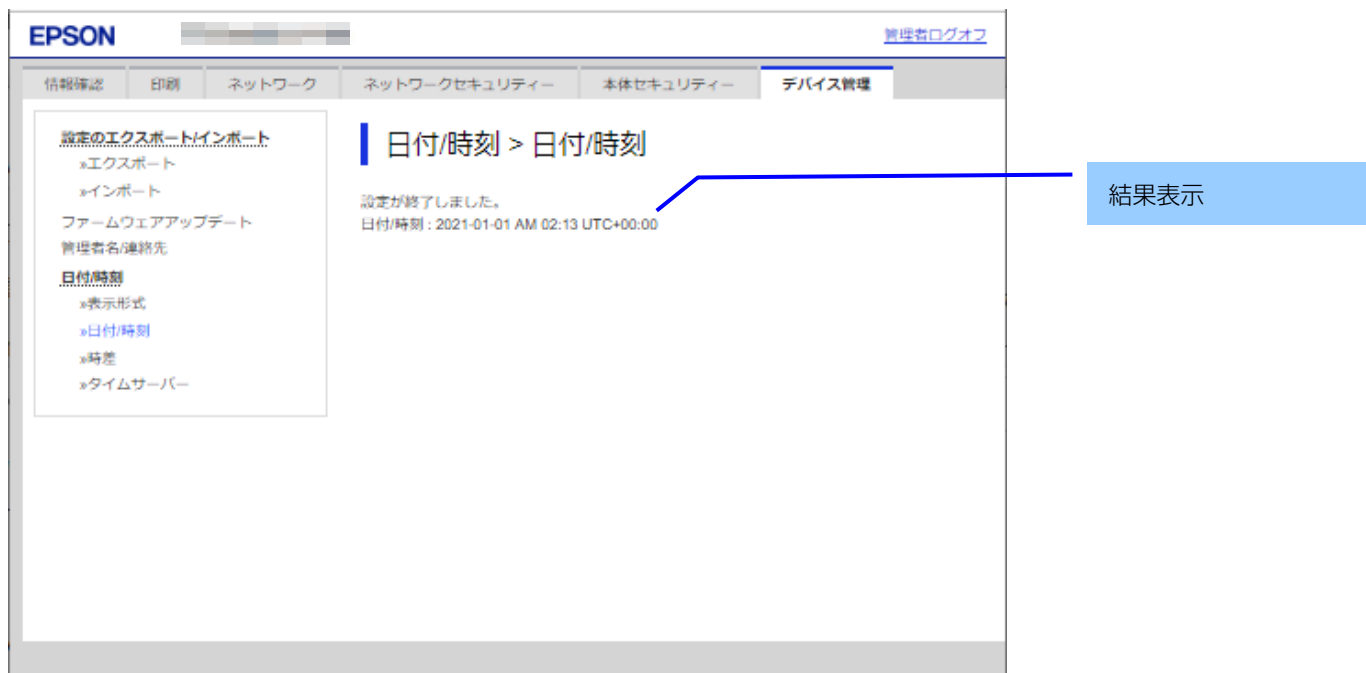 EPSON
管理者ログオフ
情報確認 印刷 ネットワーク ネットワークセキュリティー 本体セキュリティー デバイス管理
設定のエクスポート/インポート
»エクスポート
»インポート
ファームウェアアップデート
管理者名/連絡先
日付/時刻
»表示形式
»日付/時刻
»時差
»タイムサーバー
日付/時刻 > 日付/時刻
設定が終了しました。
日付/時刻 : 2021-01-01 AM 02:13 UTC+00:00
結果表示